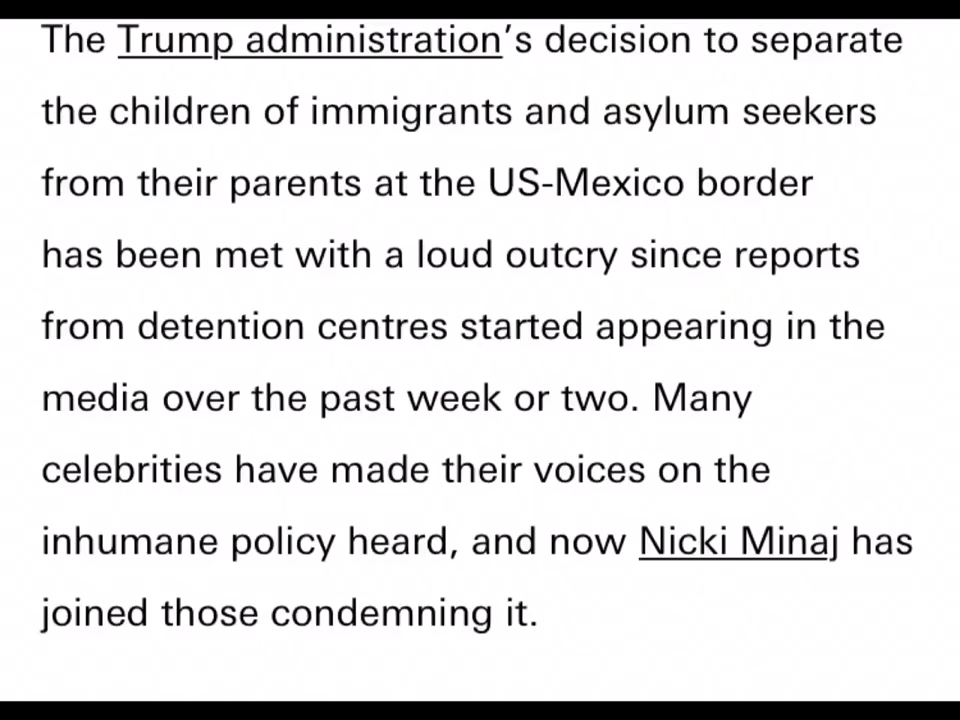 The Trump administration's decision to separate
the children of immigrants and asylum seekers
from their parents at the US-Mexico border
has been met with a loud outcry since reports
from detention centres started appearing in the
media over the past week or two. Many
celebrities have made their voices on the
inhumane policy heard, and now Nicki Minaj has
joined those condemning it.